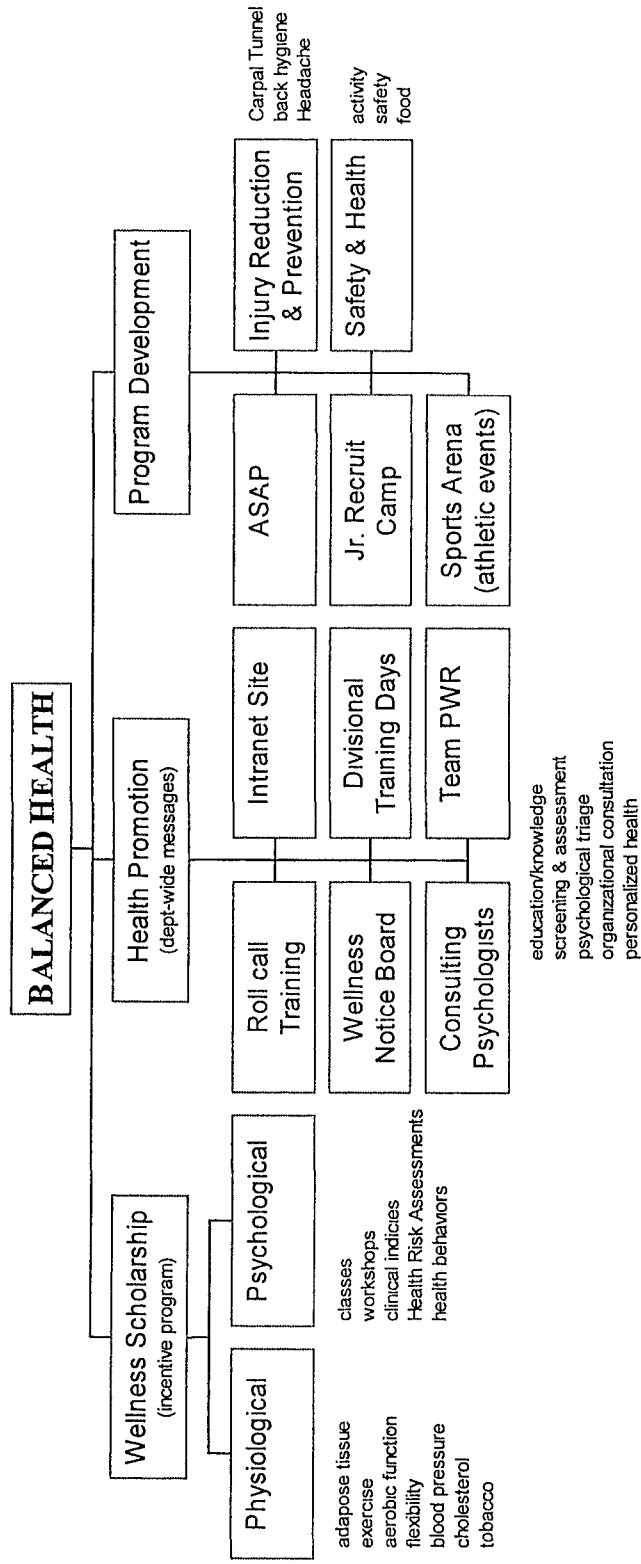 BALANCED HEALTH
Wellness Scholarship
(incentive program)
Physiological
adapose tissue
exercise
aerobic function
flexibility
blood pressure
cholesterol
tobacco
Psychological
classes
workshops
clinical indicies
Health Risk Assessments
health behaviors
Health Promotion
(dept-wide messages)
Roll call
Training
Intranet Site
Wellness
Notice Board
Divisional
Training Days
Consulting
Psychologists
Team PWR
education/knowledge
screening & assessment
psychological triage
organizational consultation
personalized health
Program Development
ASAP
Injury Reduction
& Prevention
Carpal Tunnel
back hygiene
Headache
Jr. Recruit
Camp
Safety & Health
activity
safety
food
Sports Arena
(athletic events)